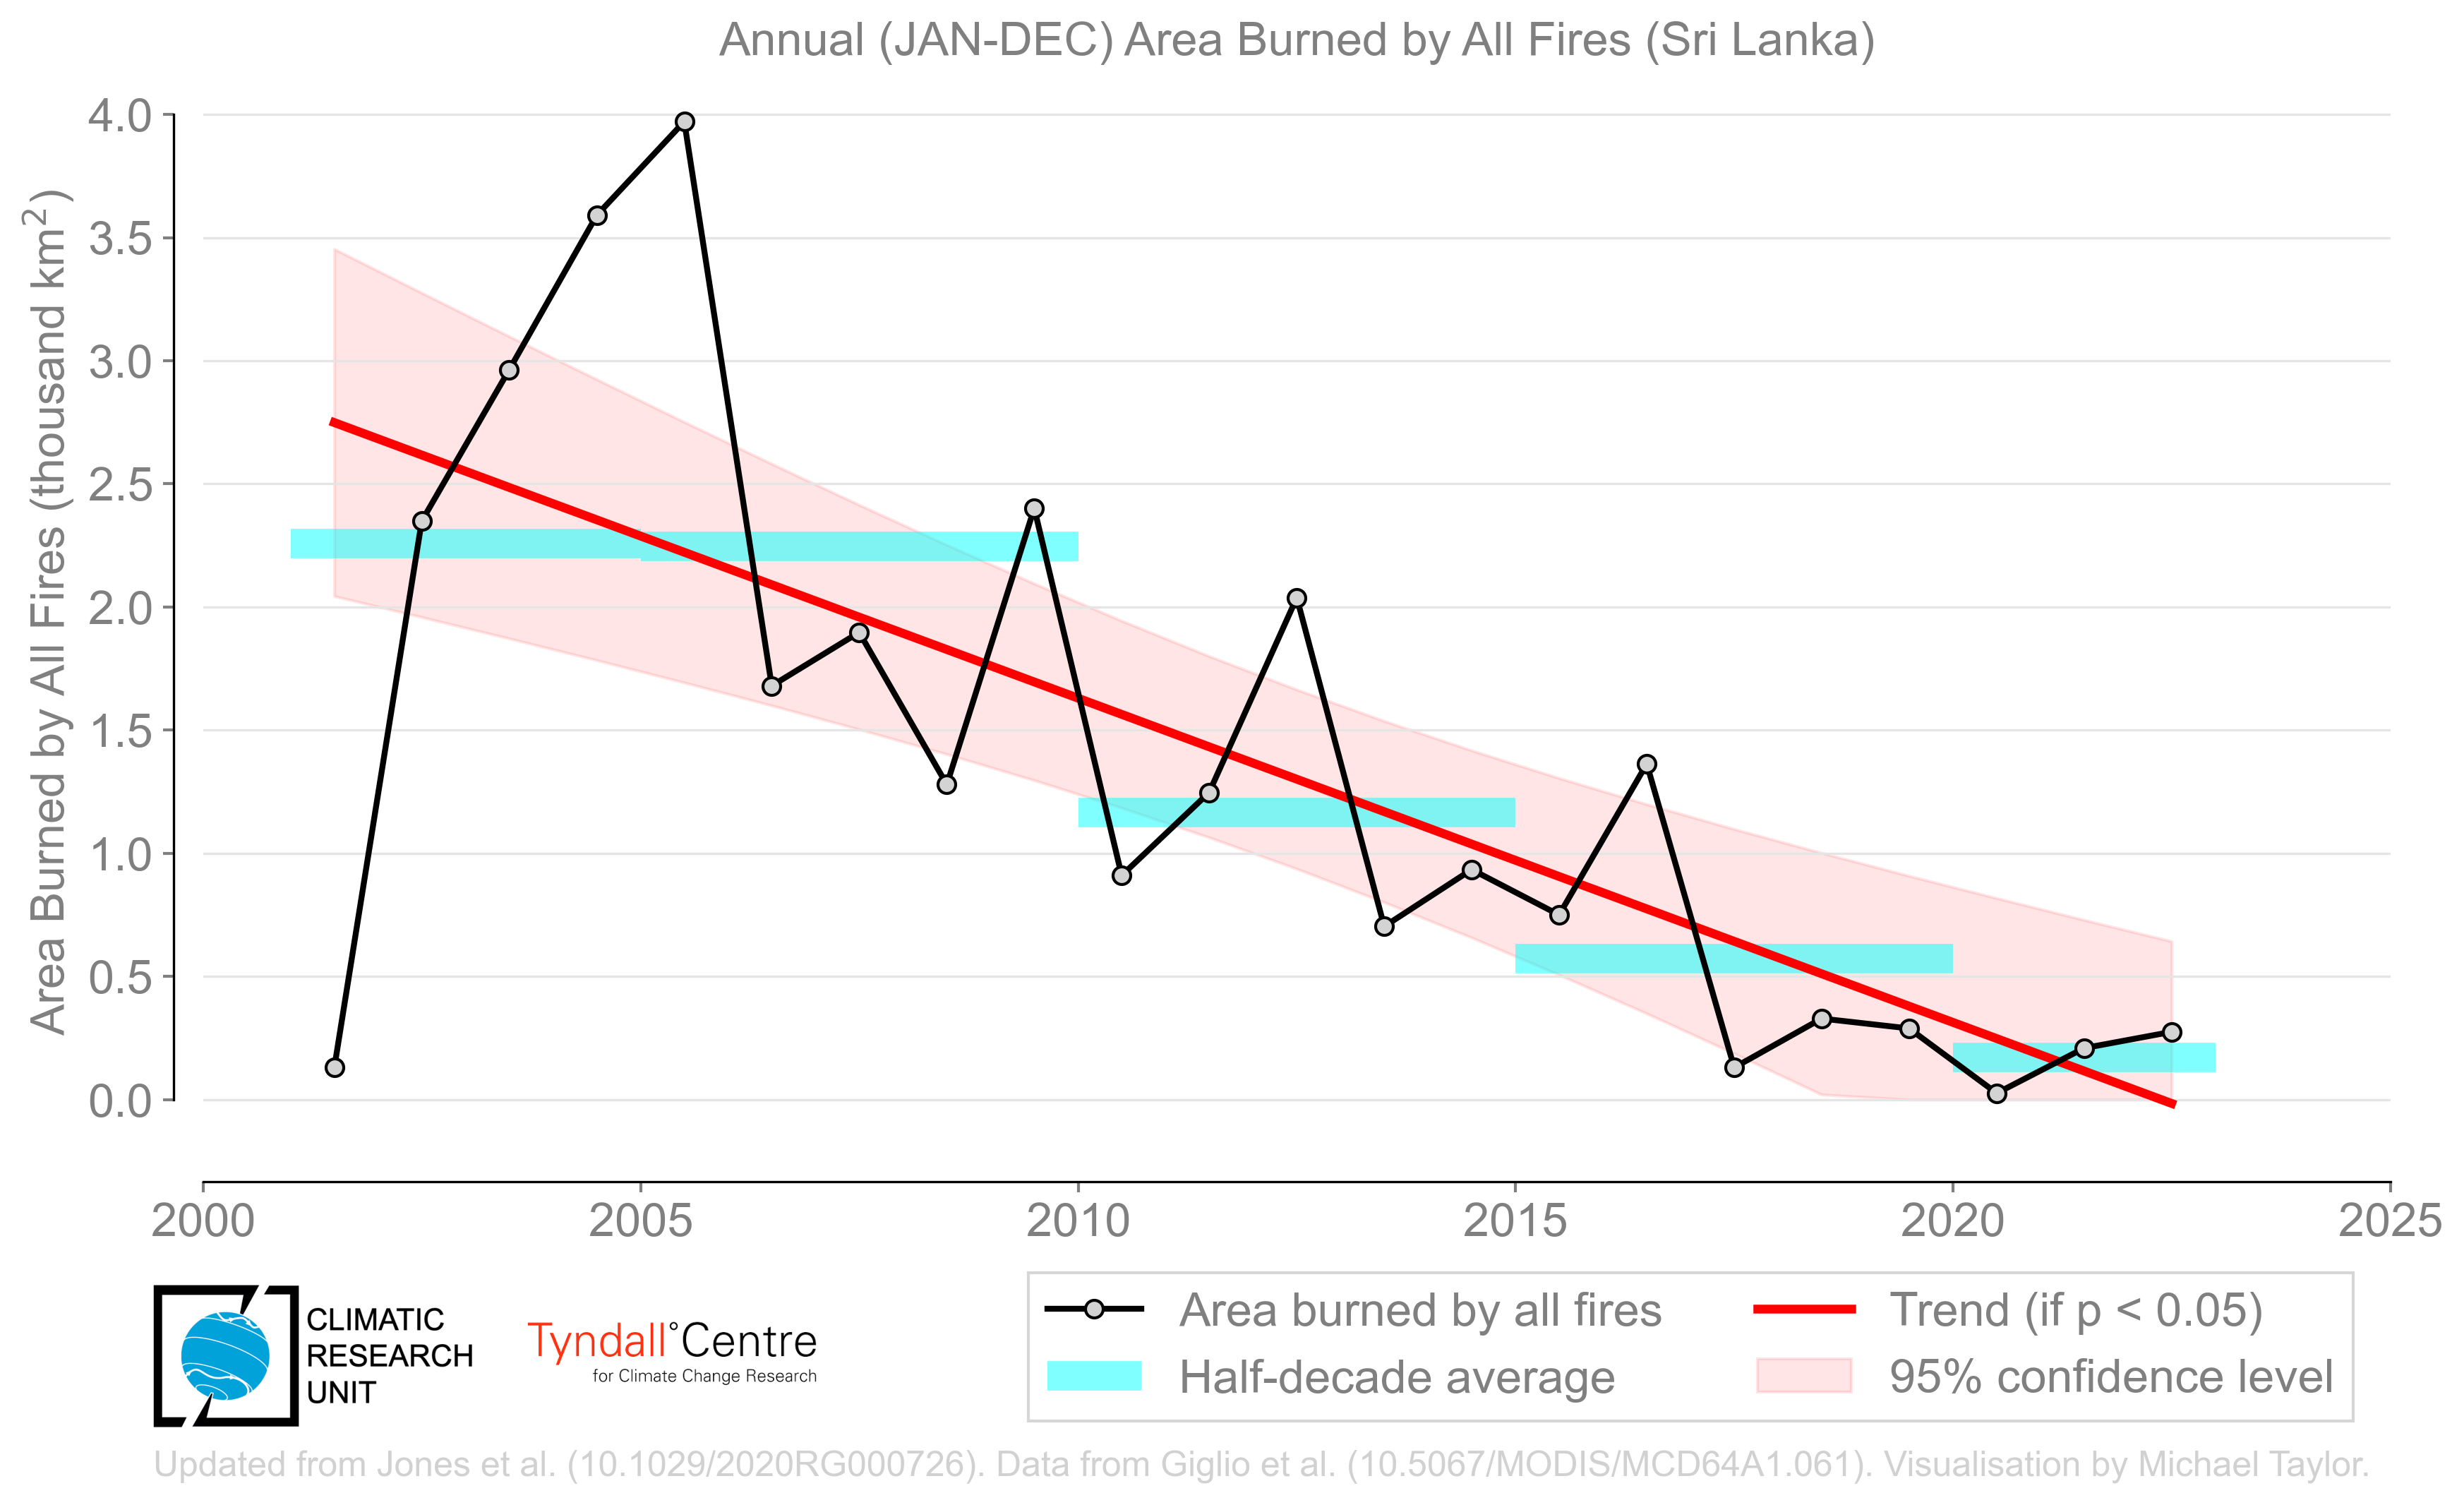 Annual (JAN-DEC) Area Burned by All Fires (Sri Lanka)
Area Burned by All Fires (thousand km²)
4.0
3.5
3.0
2.5
2.0
1.5
1.0
0.5
0.0
2000 2005 2010 2015 2020 2025
Area burned by all fires
Half-decade average
Trend (if p < 0.05)
95% confidence level
CLIMATIC
RESEARCH
UNIT
Tyndall°Centre
for Climate Change Research
Updated from Jones et al. (10.1029/2020RG000726). Data from Giglio et al. (10.5067/MODIS/MCD64A1.061). Visualisation by Michael Taylor.